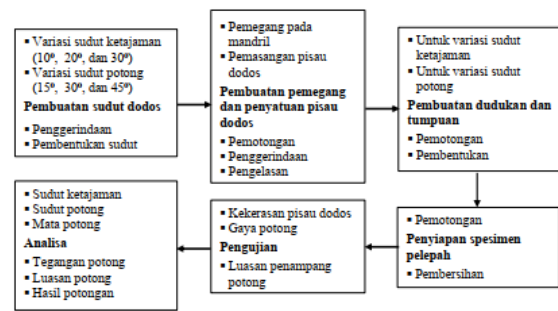 ▪ Variasi sudut ketajaman
(10º, 20º, dan 30º)
▪ Variasi sudut potong
(15º, 30º, dan 45º)
Pembuatan sudut dodos
▪ Penggerindaan
▪ Pembentukan sudut
▪ Pemegang pada
mandril
▪ Pemasangan pisau
dodos
Pembuatan pemegang
dan penyatuan pisau
dodos
▪ Pemotongan
▪ Penggerindaan
▪ Pengelasan
▪ Untuk variasi sudut
ketajaman
▪ Untuk variasi sudut
potong
Pembuatan dudukan dan
tumpuan
▪ Pemotongan
▪ Pembentukan
▪ Pemotongan
Penyiapan spesimen
pelepah
▪ Pembersihan
▪ Kekerasan pisau dodos
▪ Gaya potong
Pengujian
▪ Luasan penampang
potong
▪ Sudut ketajaman
▪ Sudut potong
▪ Mata potong
Analisa
▪ Tegangan potong
▪ Luasan potong
▪ Hasil potongan